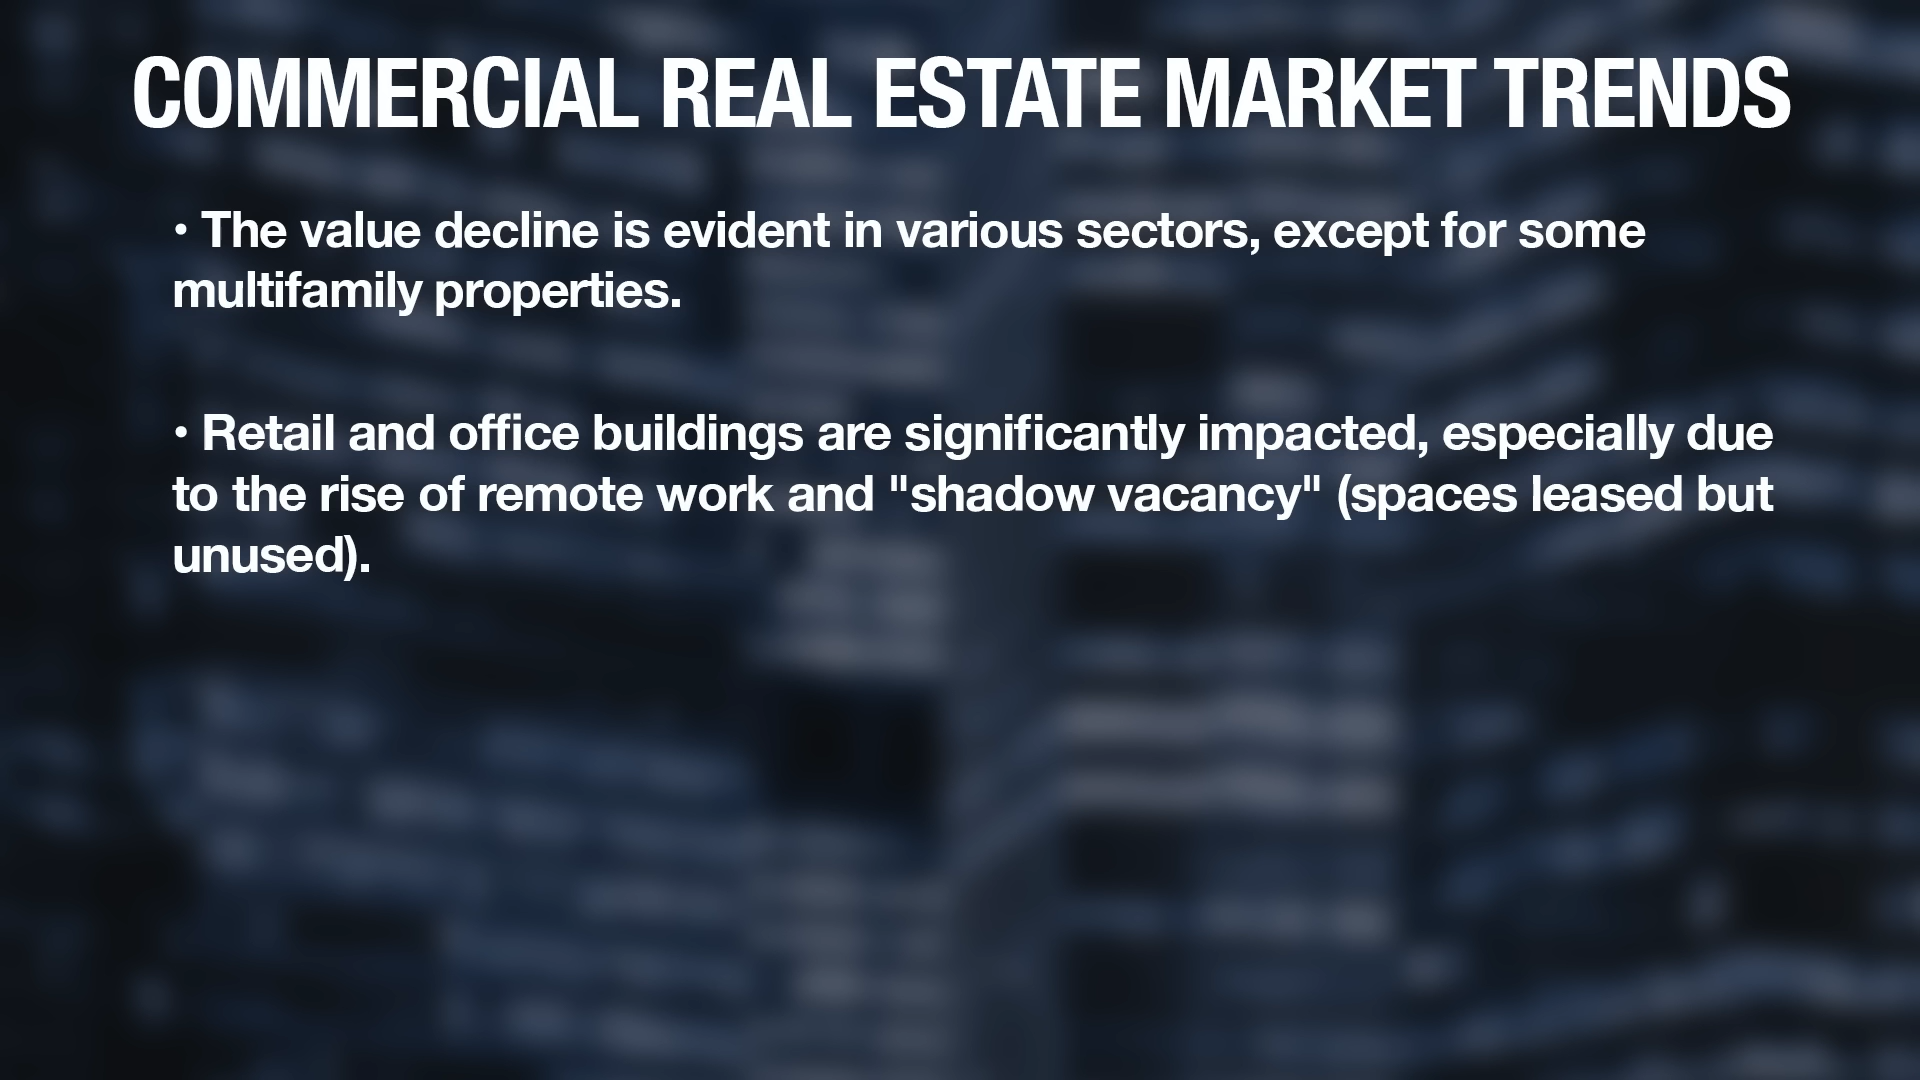 COMMERCIAL REAL ESTATE MARKET TRENDS
• The value decline is evident in various sectors, except for some
multifamily properties.
• Retail and office buildings are significantly impacted, especially due
to the rise of remote work and "shadow vacancy" (spaces leased but
unused).